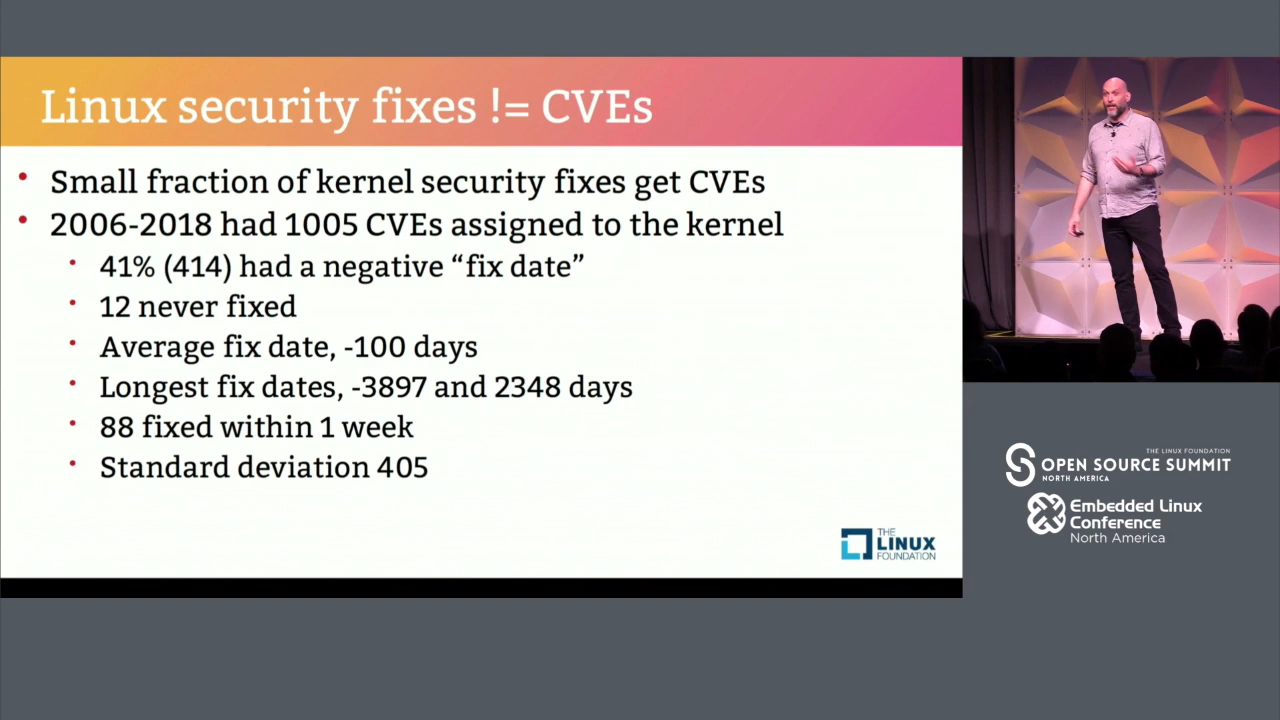 Linux security fixes != CVEs
• Small fraction of kernel security fixes get CVEs
• 2006-2018 had 1005 CVEs assigned to the kernel
• 41% (414) had a negative “fix date”
• 12 never fixed
• Average fix date, -100 days
• Longest fix dates, -3897 and 2348 days
• 88 fixed within 1 week
• Standard deviation 405
THE
LINUX
FOUNDATION
THE LINUX FOUNDATION
OPEN SOURCE SUMMIT
NORTH AMERICA
Embedded Linux
Conference
North America